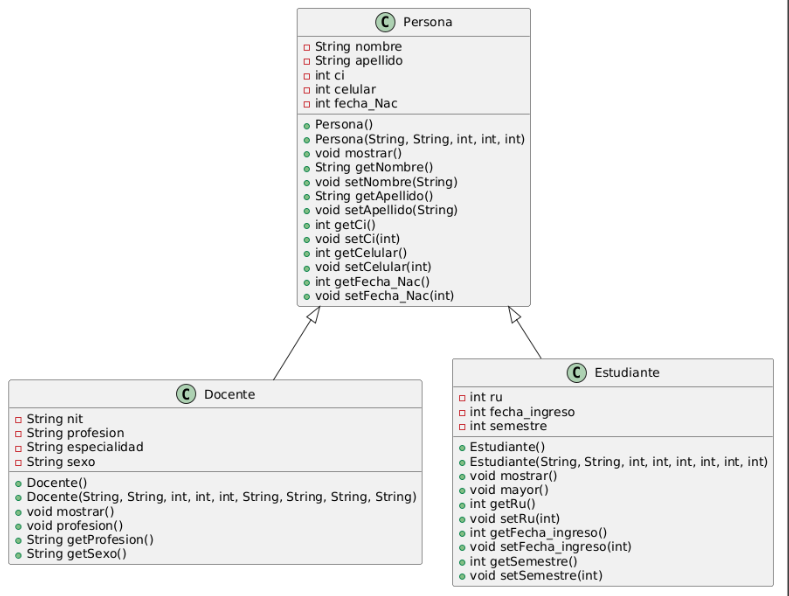 C Persona
String nombre
String apellido
int ci
int celular
int fecha_Nac
Persona()
Persona(String, String, int, int, int)
void mostrar()
String getNombre()
void setNombre(String)
String getApellido()
void setApellido(String)
int getCi()
void setCi(int)
int getCelular()
void setCelular(int)
int getFecha_Nac()
void setFecha_Nac(int)
C Docente
String nit
String profesion
String especialidad
String sexo
Docente()
Docente(String, String, int, int, int, String, String, String, String)
void mostrar()
void profesion()
String getProfesion()
String getSexo()
C Estudiante
int ru
int fecha_ingreso
int semestre
Estudiante()
Estudiante(String, String, int, int, int, int, int, int)
void mostrar()
void mayor()
int getRu()
void setRu(int)
int getFecha_ingreso()
void setFecha_ingreso(int)
int getSemestre()
void setSemestre(int)